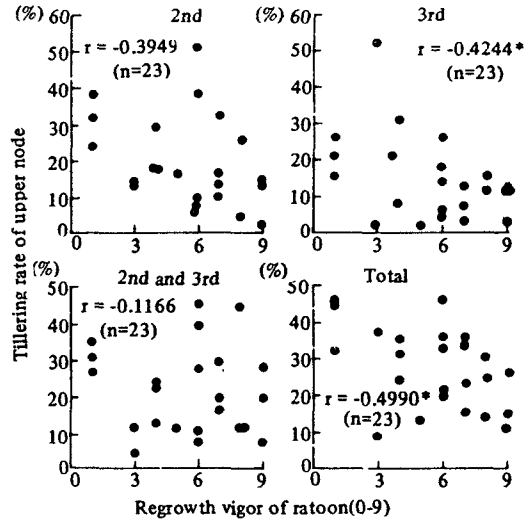 (%)
2nd
60
50
40
30
20
10
0
r = -0.3949
(n=23)
0 3 6 9
(%)
3rd
60
50
40
30
20
10
0
r = -0.4244*
(n=23)
0 3 6 9
Tillering rate of upper node
(%)
2nd and 3rd
50
40
30
20
10
0
r = -0.1166
(n=23)
0 3 6 9
(%)
Total
50
40
30
20
10
0
r = -0.4990*
(n=23)
0 3 6 9
Regrowth vigor of ratoon(0-9)